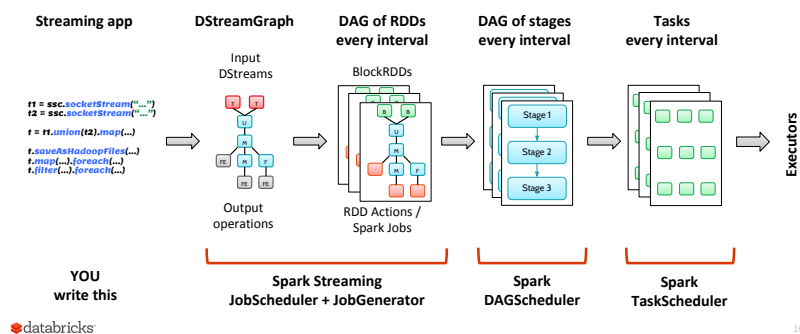 Streaming app
DStreamGraph
DAG of RDDs
every interval
DAG of stages
every interval
Tasks
every interval
Input
DStreams
BlockRDDs
t1 = ssc.socketStream("…")
t2 = ssc.socketStream("…")
t = t1.union(t2).map(…)
t.saveAsHadoopFiles(…)
t.map(…).foreach(…)
t.filter(…).foreach(…)
T T
U
M
FE M F
FE FE
B B
U
M
M F
Stage 1
Stage 2
Stage 3
Executors
Output
operations
RDD Actions /
Spark Jobs
YOU
write this
Spark Streaming
JobScheduler + JobGenerator
Spark
DAGScheduler
Spark
TaskScheduler
databricks